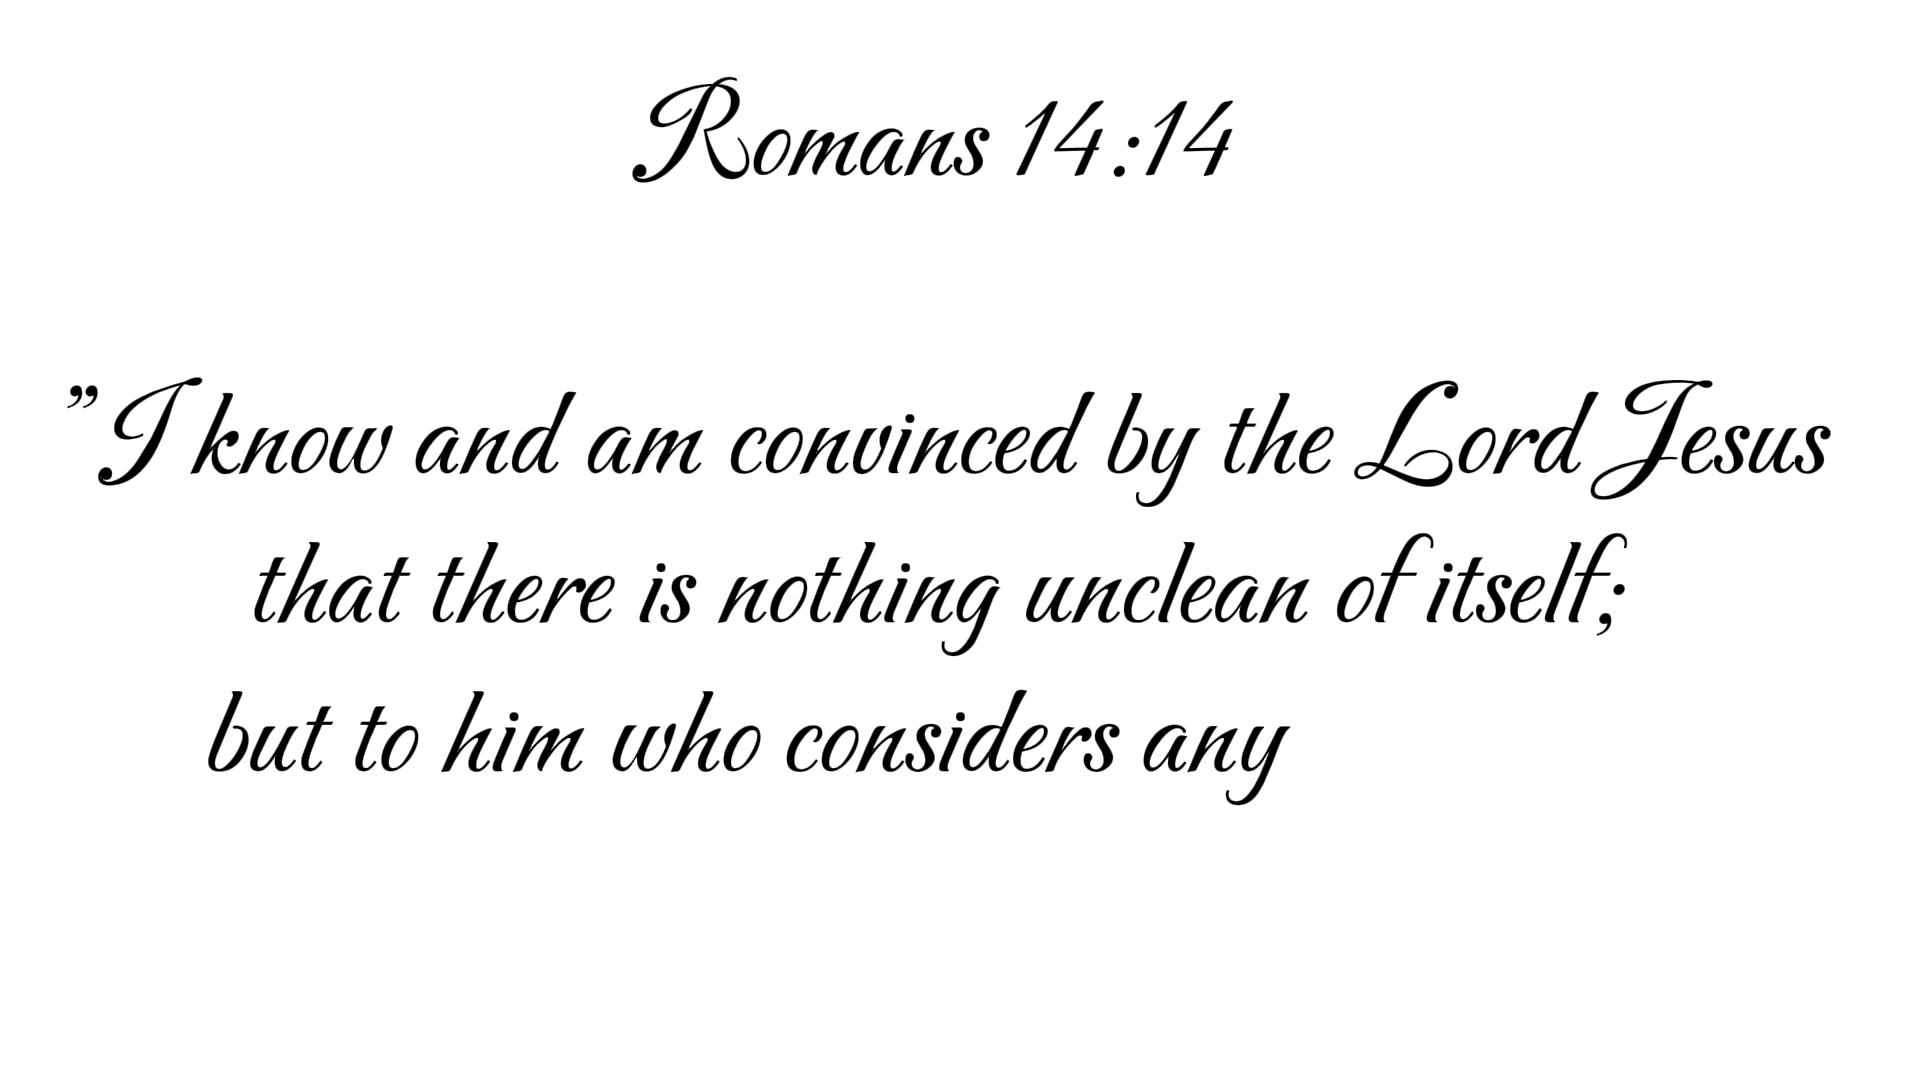 Romans 14:14
”I know and am convinced by the Lord Jesus
that there is nothing unclean of itself;
but to him who considers any